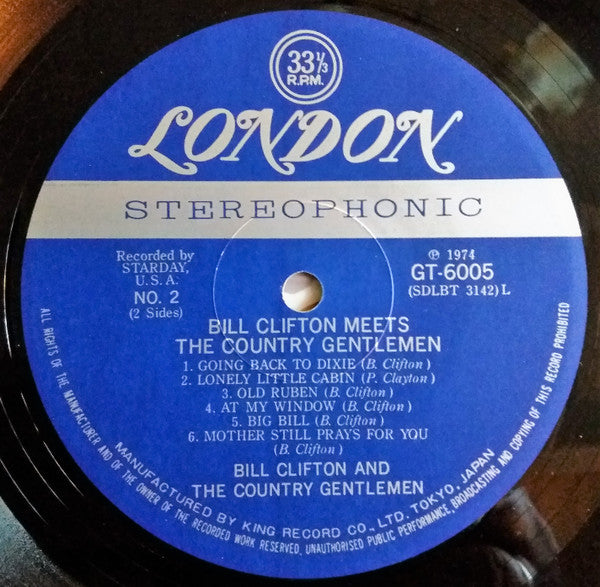 33⅓
R.P.M.
LONDON
STEREOPHONIC
Recorded by
STARDAY,
U.S.A.
NO. 2
(2 Sides)
℗ 1974
GT-6005
(SDLBT 3142) L
BILL CLIFTON MEETS
THE COUNTRY GENTLEMEN
1. GOING BACK TO DIXIE (B. Clifton)
2. LONELY LITTLE CABIN (P. Clayton)
3. OLD RUBEN (B. Clifton)
4. AT MY WINDOW (B. Clifton)
5. BIG BILL (B. Clifton)
6. MOTHER STILL PRAYS FOR YOU
(B. Clifton)
BILL CLIFTON AND
THE COUNTRY GENTLEMEN
MANUFACTURED BY KING RECORD CO., LTD. TOKYO, JAPAN
ALL RIGHTS OF THE MANUFACTURER AND OF THE OWNER OF THE RECORDED WORK RESERVED, UNAUTHORISED PUBLIC PERFORMANCE, BROADCASTING AND COPYING OF THIS RECORD PROHIBITED